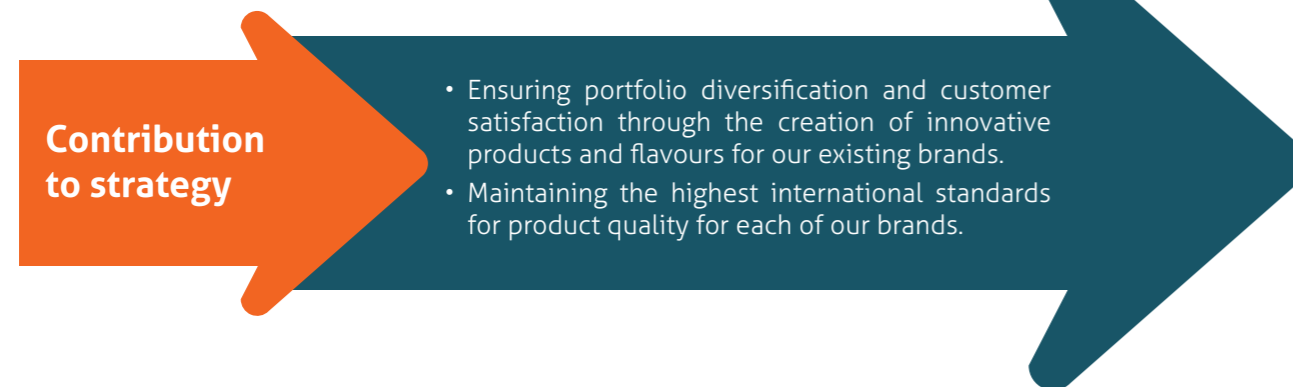 Contribution
to strategy
• Ensuring portfolio diversification and customer
satisfaction through the creation of innovative
products and flavours for our existing brands.
• Maintaining the highest international standards
for product quality for each of our brands.